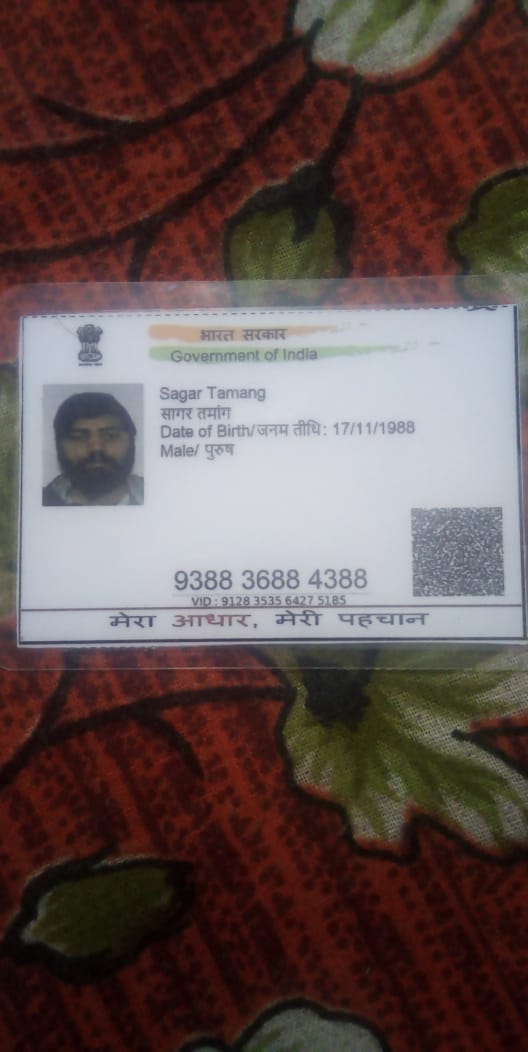 भारत सरकार
Government of India
Sagar Tamang
सागर तमांग
Date of Birth/जनम तीधि: 17/11/1988
Male/ पुरुष
9388 3688 4388
VID : 9128 3535 6427 5185
मेरा आधार, मेरी पहचान